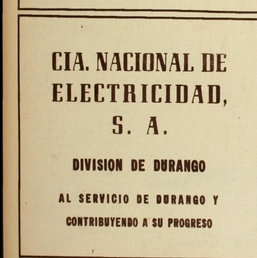 CIA. NACIONAL DE
ELECTRICIDAD,
S. A.
DIVISION DE DURANGO
AL SERVICIO DE DURANGO Y
CONTRIBUYENDO A SU PROGRESO